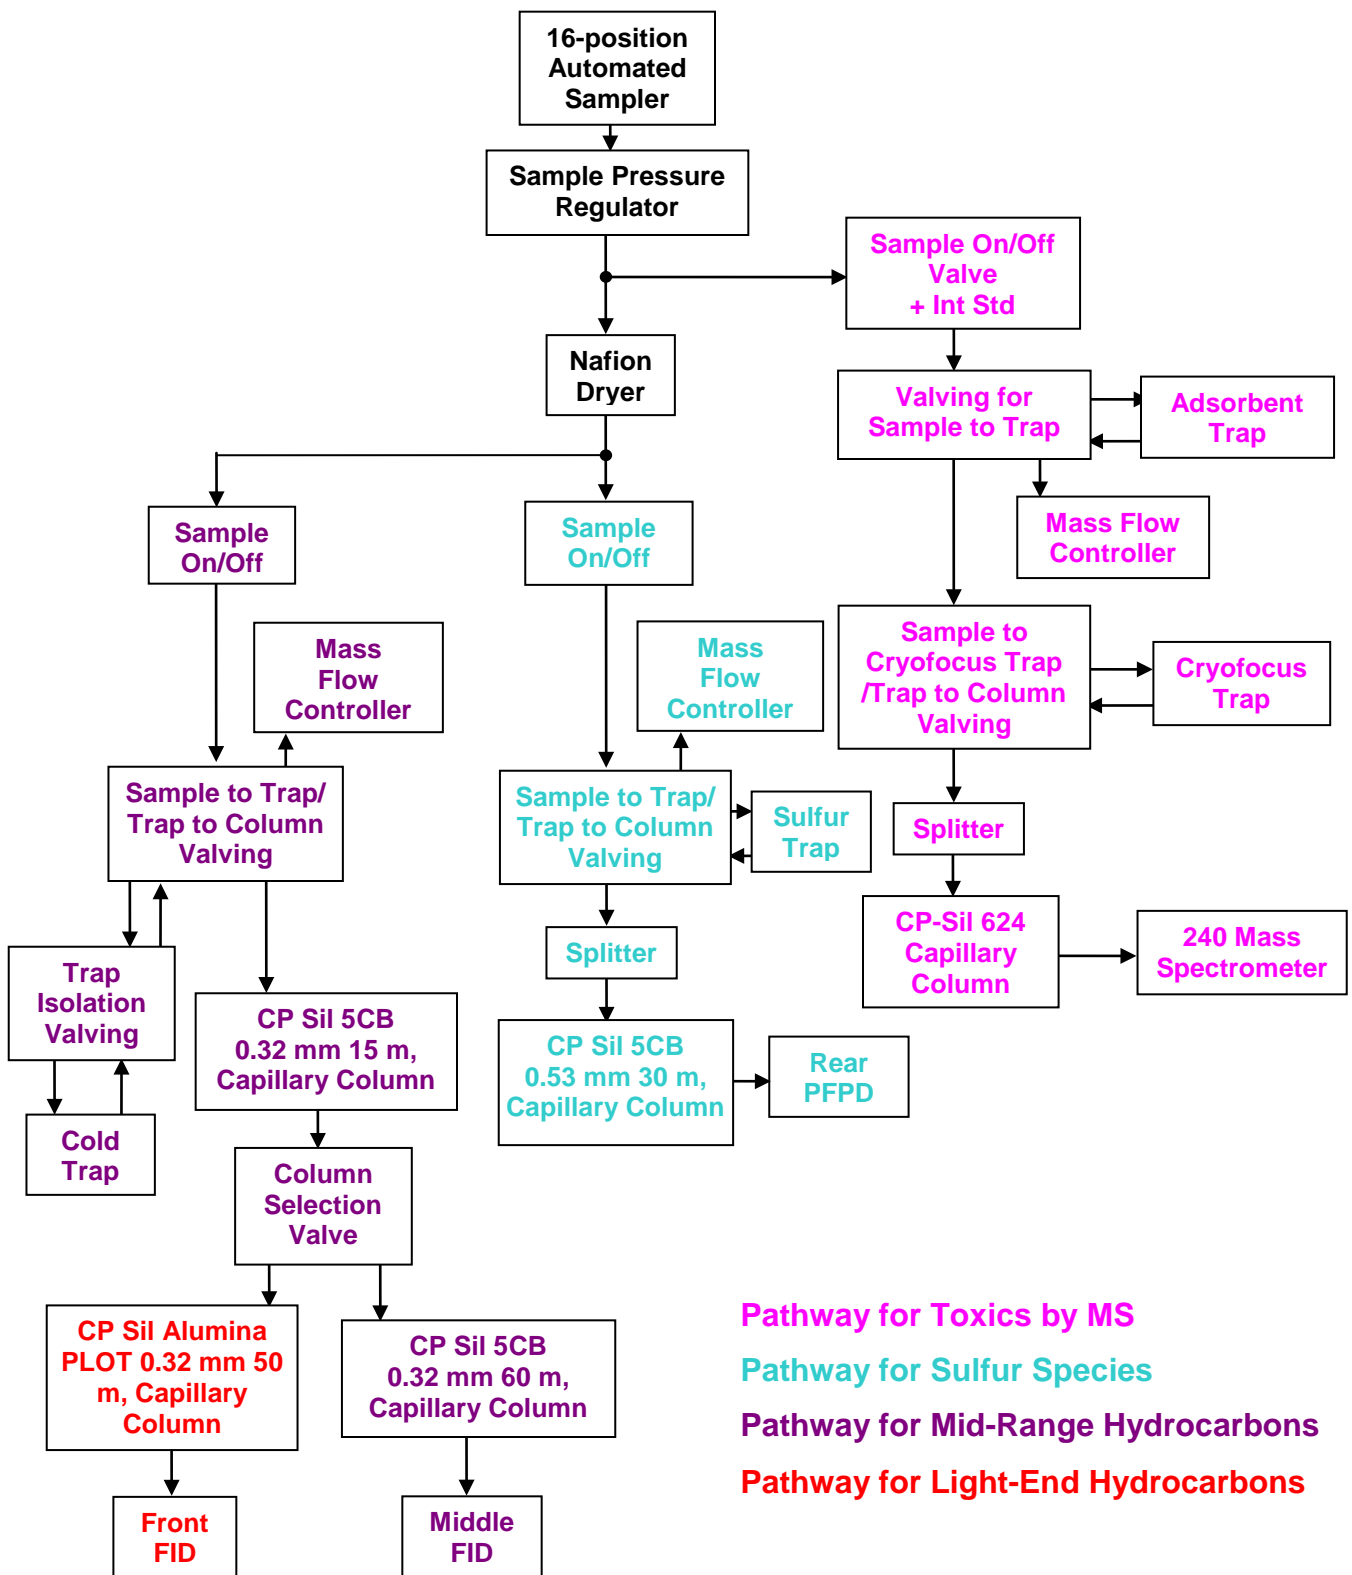 16-position
Automated
Sampler
Sample Pressure
Regulator
Sample On/Off
Valve
+ Int Std
Nafion
Dryer
Valving for
Sample to Trap
Adsorbent
Trap
Mass Flow
Controller
Sample
On/Off
Sample
On/Off
Mass
Flow
Controller
Mass
Flow
Controller
Sample to
Cryofocus Trap
/Trap to Column
Valving
Cryofocus
Trap
Sample to Trap/
Trap to Column
Valving
Sample to Trap/
Trap to Column
Valving
Sulfur
Trap
Splitter
Splitter
CP-Sil 624
Capillary
Column
240 Mass
Spectrometer
Trap
Isolation
Valving
CP Sil 5CB
0.32 mm 15 m,
Capillary Column
CP Sil 5CB
0.53 mm 30 m,
Capillary Column
Rear
PFPD
Cold
Trap
Column
Selection
Valve
CP Sil Alumina
PLOT 0.32 mm 50
m, Capillary
Column
CP Sil 5CB
0.32 mm 60 m,
Capillary Column
Front
FID
Middle
FID
Pathway for Toxics by MS
Pathway for Sulfur Species
Pathway for Mid-Range Hydrocarbons
Pathway for Light-End Hydrocarbons